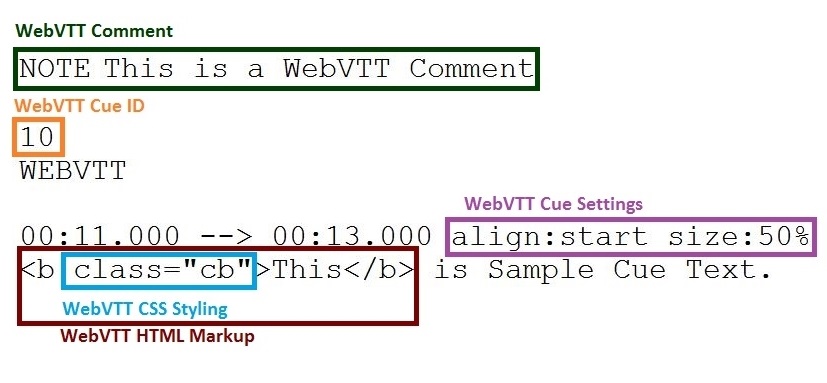 WebVTT Comment
NOTE This is a WebVTT Comment
WebVTT Cue ID
10
WEBVTT
WebVTT Cue Settings
00:11.000 --> 00:13.000 align:start size:50%
<b class="cb">This</b> is Sample Cue Text.
WebVTT CSS Styling
WebVTT HTML Markup